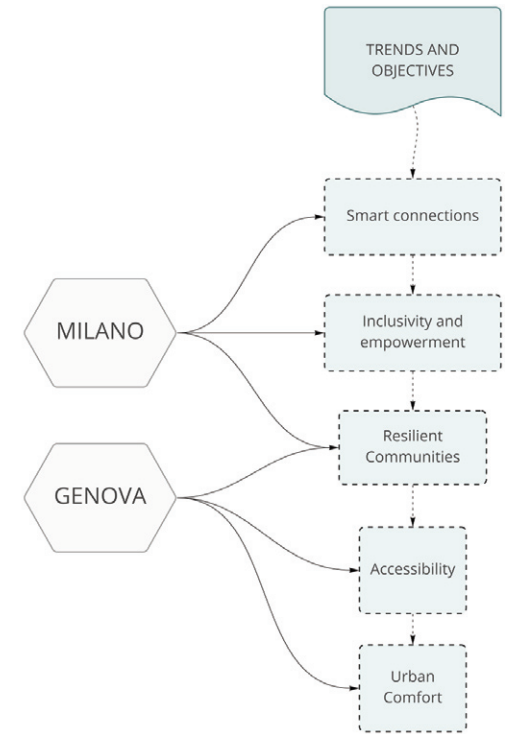 TRENDS AND
OBJECTIVES
Smart connections
MILANO
Inclusivity and
empowerment
Resilient
Communities
GENOVA
Accessibility
Urban
Comfort